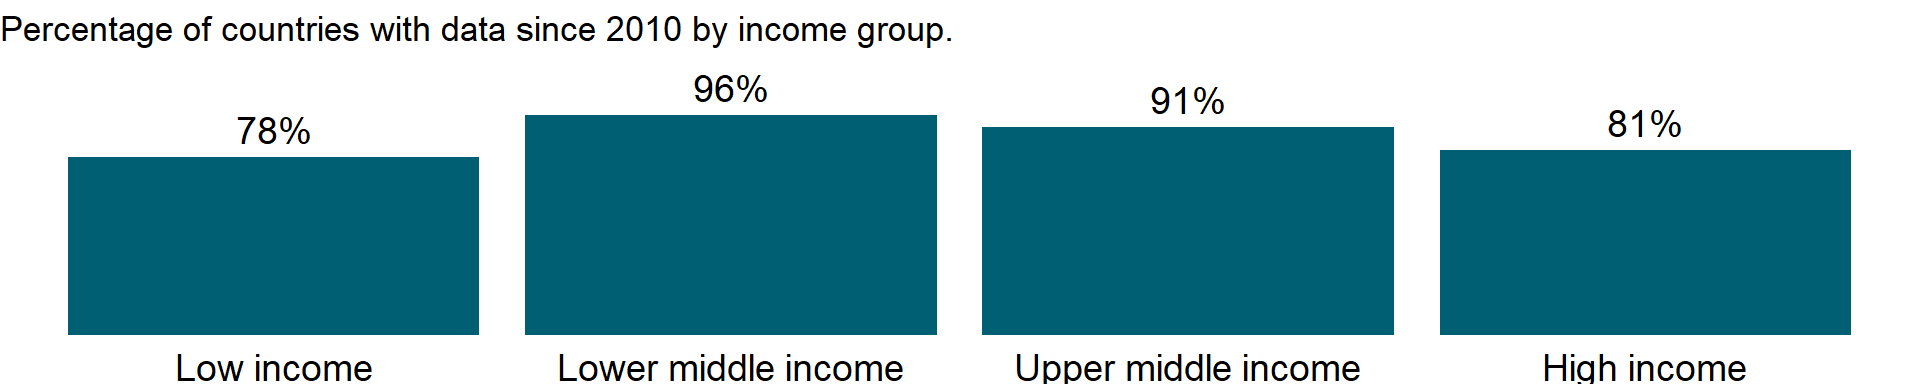 Percentage of countries with data since 2010 by income group.
78%
96%
91%
81%
Low income
Lower middle income
Upper middle income
High income